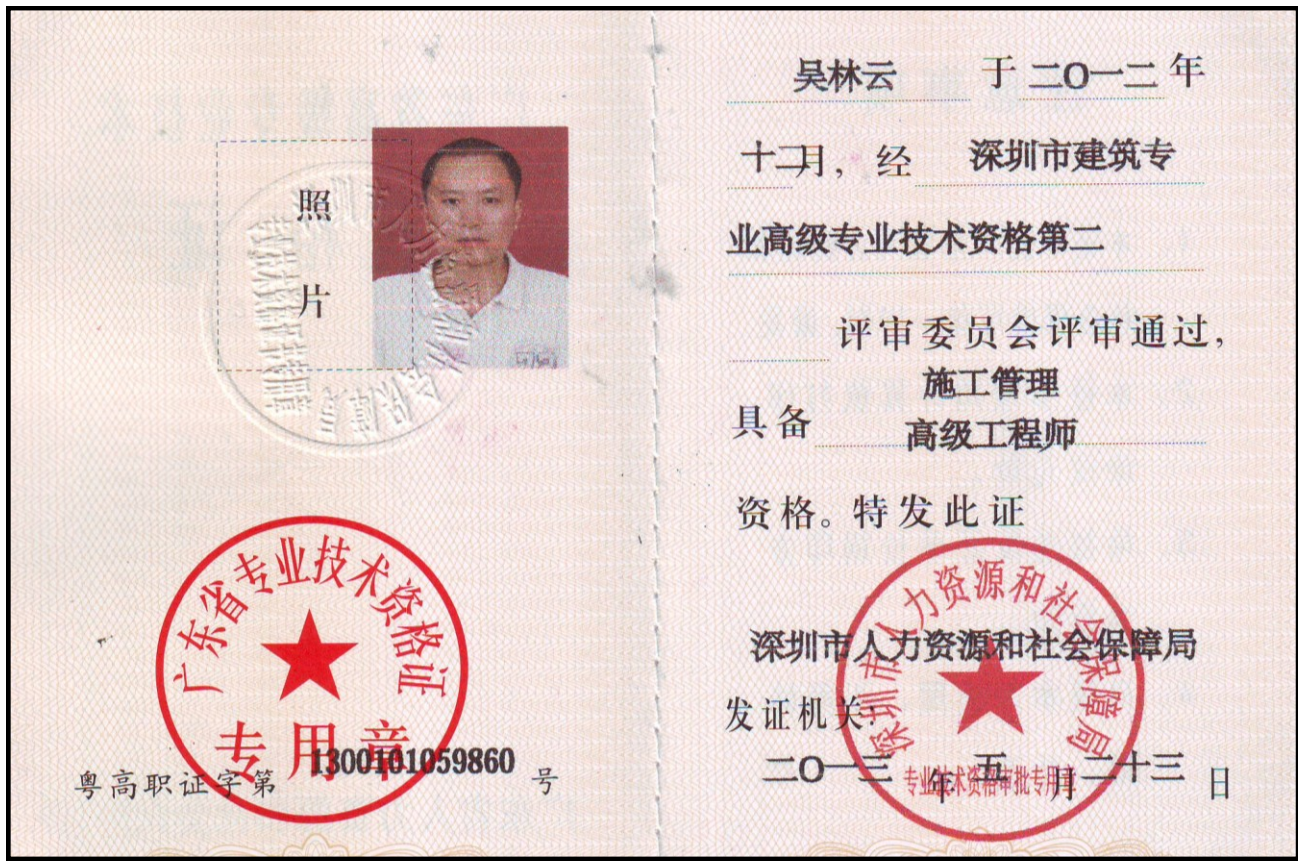 照
片
广东省专业技术资格证
专用章
粤高职证字第 1300101059860 号
吴林云 于 二〇一二 年
十二月，经 深圳市建筑专
业高级专业技术资格第二
评审委员会评审通过，
施工管理
具备 高级工程师
资格。特发此证
深圳市人力资源和社会保障局
深圳市人力资源和社会保障局
发证机关：
二〇一三 年 五 月 二十三 日
专业技术资格审批专用章